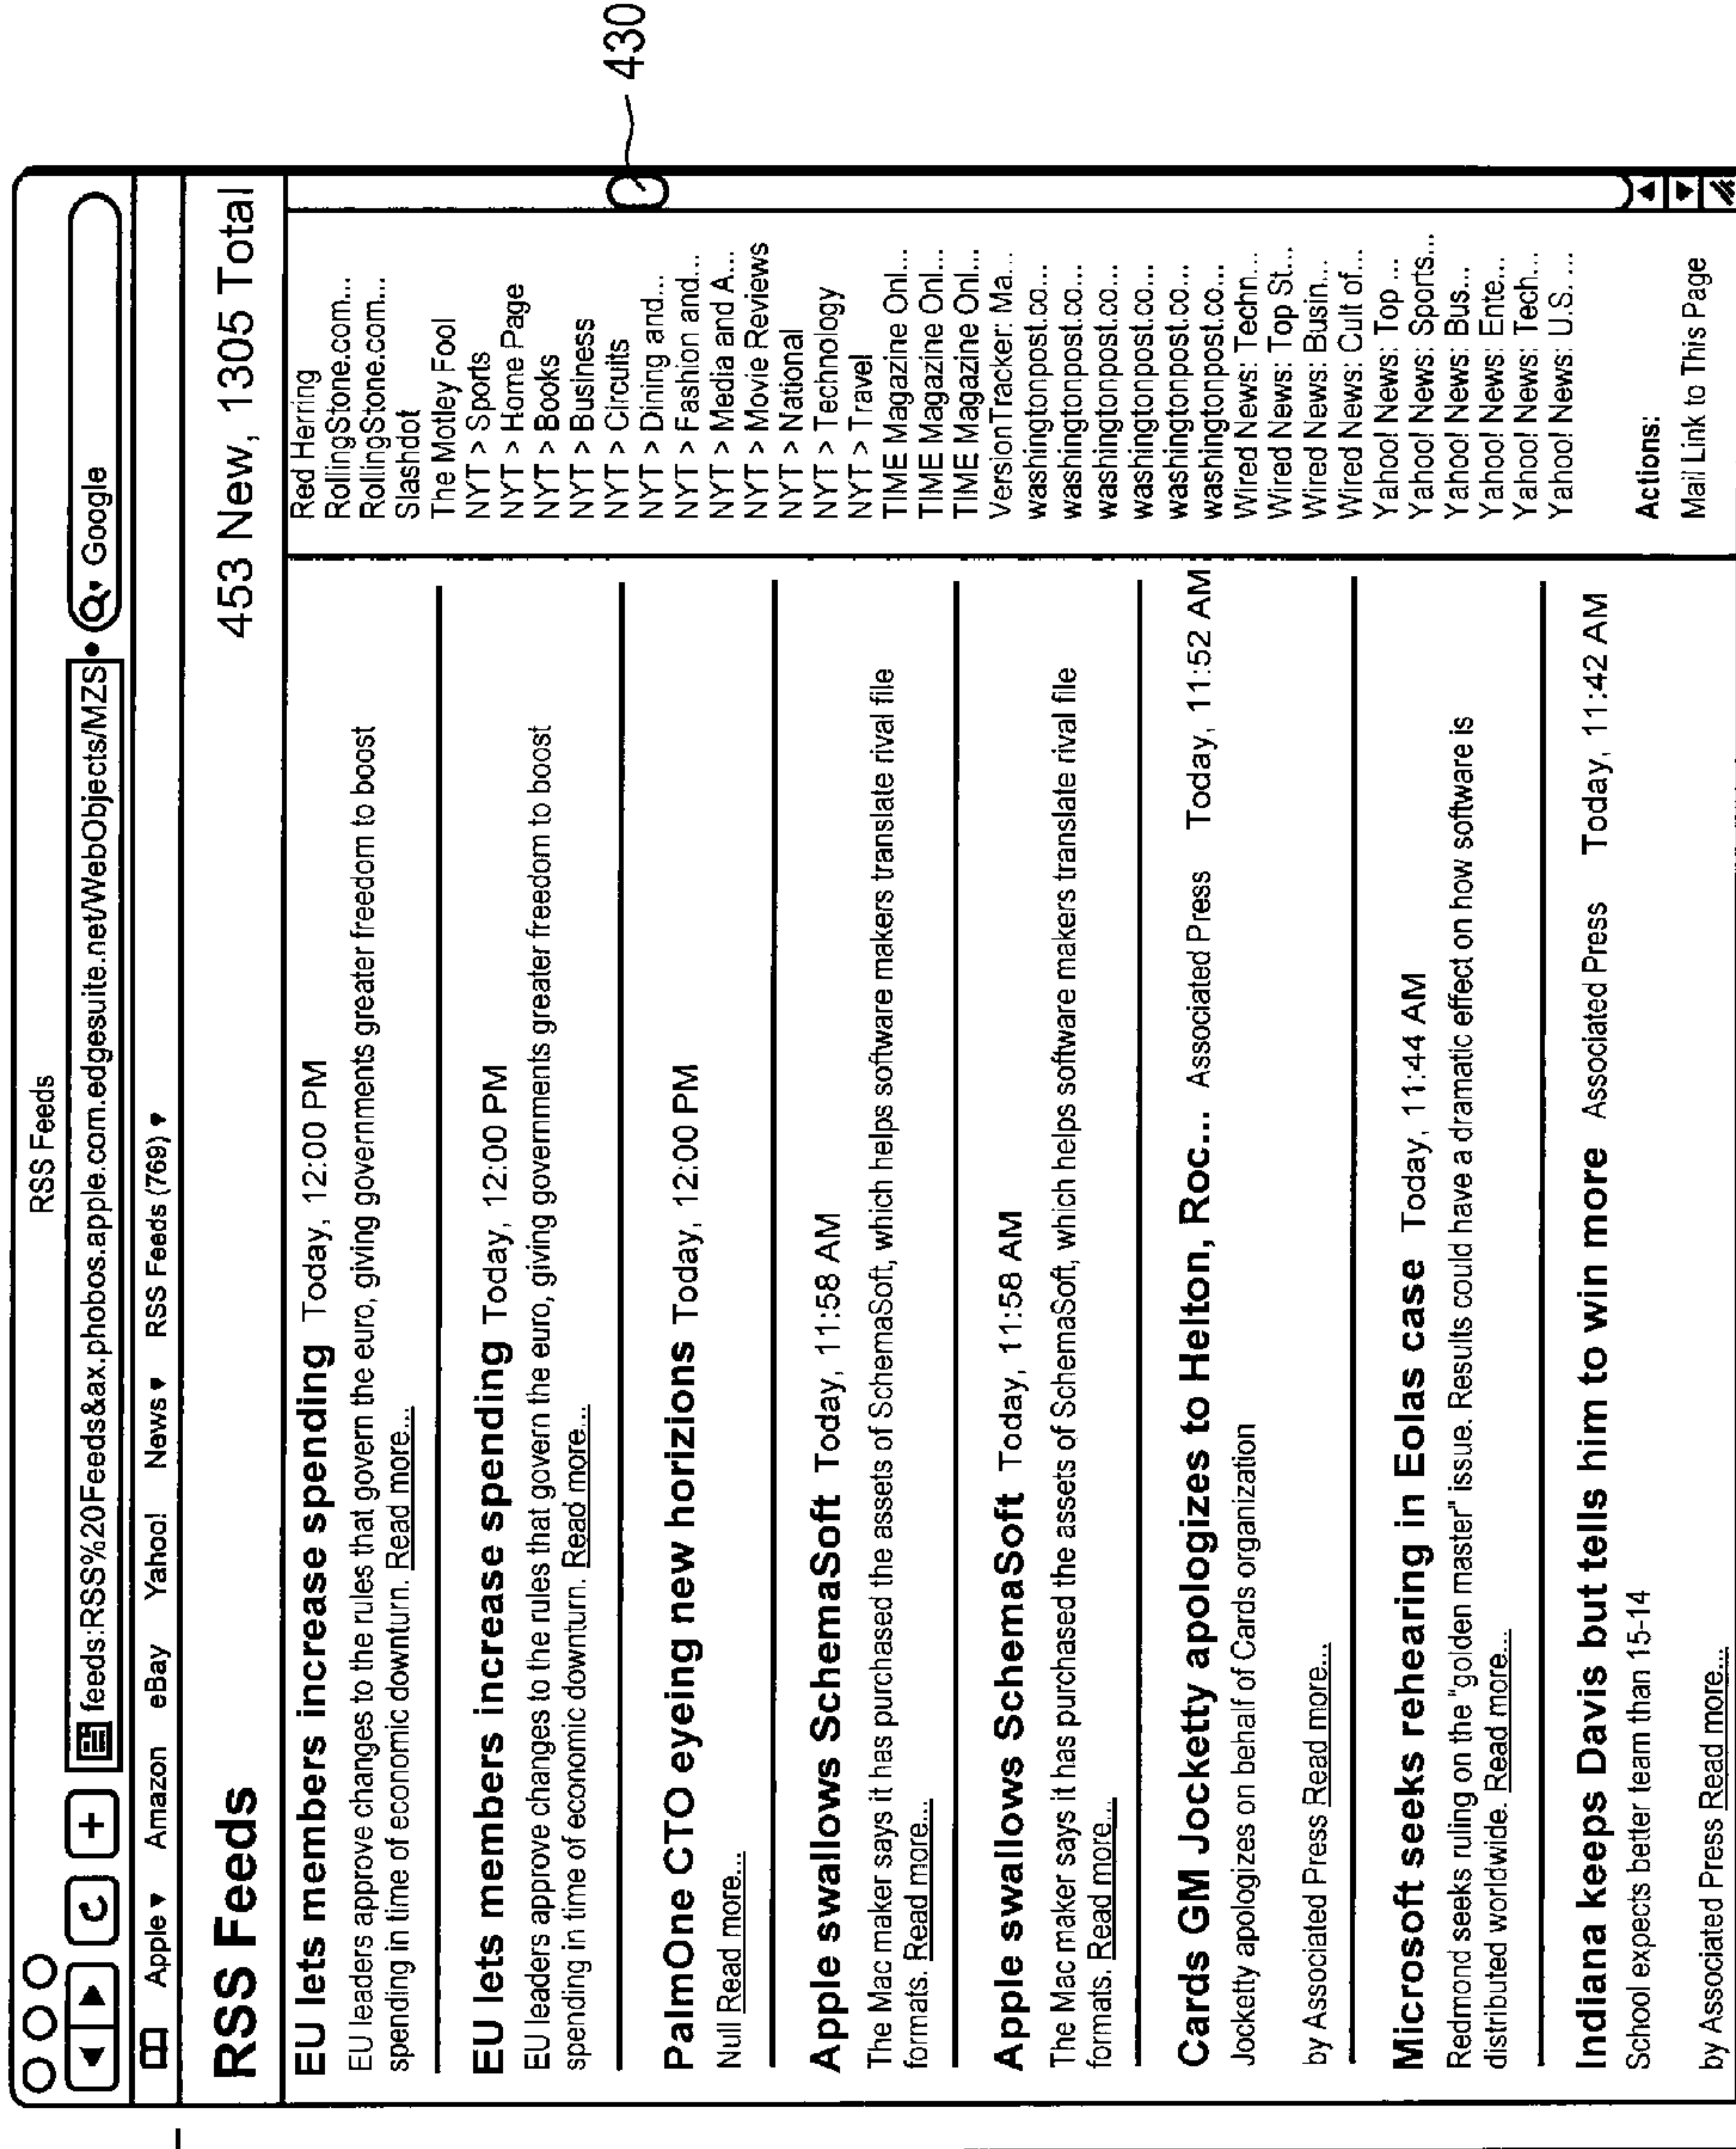 RSS Feeds
feeds:RSS%20Feeds&ax.phobos.apple.com.edgesuite.net/WebObjects/MZS
Google
Apple Amazon eBay Yahoo! News RSS Feeds (769)
RSS Feeds
453 New, 1305 Total
EU lets members increase spending Today, 12:00 PM
EU leaders approve changes to the rules that govern the euro, giving governments greater freedom to boost
spending in time of economic downturn. Read more...
EU lets members increase spending Today, 12:00 PM
EU leaders approve changes to the rules that govern the euro, giving governments greater freedom to boost
spending in time of economic downturn. Read more...
PalmOne CTO eyeing new horizions Today, 12:00 PM
Null Read more...
Apple swallows SchemaSoft Today, 11:58 AM
The Mac maker says it has purchased the assets of SchemaSoft, which helps software makers translate rival file
formats. Read more...
Apple swallows SchemaSoft Today, 11:58 AM
The Mac maker says it has purchased the assets of SchemaSoft, which helps software makers translate rival file
formats. Read more...
Cards GM Jocketty apologizes to Helton, Roc... Associated Press Today, 11:52 AM
Jocketty apologizes on behalf of Cards organization
by Associated Press Read more...
Microsoft seeks rehearing in Eolas case Today, 11:44 AM
Redmond seeks ruling on the "golden master" issue. Results could have a dramatic effect on how software is
distributed worldwide. Read more...
Indiana keeps Davis but tells him to win more Associated Press Today, 11:42 AM
School expects better team than 15-14
by Associated Press Read more...
Red Herring
RollingStone.com...
RollingStone.com...
Slashdot
The Motley Fool
NYT > Sports
NYT > Home Page
NYT > Books
NYT > Business
NYT > Circuits
NYT > Dining and...
NYT > Fashion and...
NYT > Media and A...
NYT > Movie Reviews
NYT > National
NYT > Technology
NYT > Travel
TIME Magazine Onl...
TIME Magazine Onl...
TIME Magazine Onl...
VersionTracker: Ma...
washingtonpost.co...
washingtonpost.co...
washingtonpost.co...
washingtonpost.co...
washingtonpost.co...
washingtonpost.co...
Wired News: Techn...
Wired News: Top St...
Wired News: Busin...
Wired News: Cult of...
Yahoo! News: Top ...
Yahoo! News: Sports...
Yahoo! News: Bus...
Yahoo! News: Ente...
Yahoo! News: Tech...
Yahoo! News: U.S. ...
Actions:
Mail Link to This Page
430